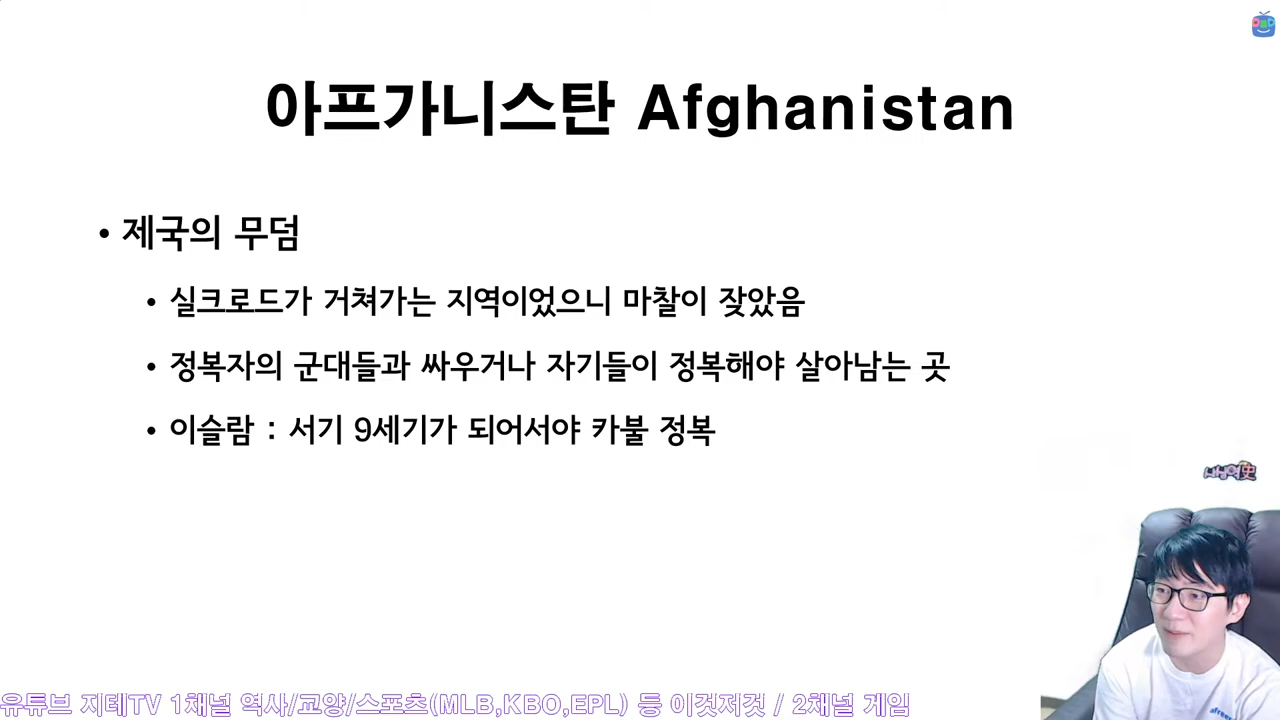 아프가니스탄 Afghanistan
• 제국의 무덤
• 실크로드가 거쳐가는 지역이었으니 마찰이 잦았음
• 정복자의 군대들과 싸우거나 자기들이 정복해야 살아남는 곳
• 이슬람 : 서기 9세기가 되어서야 카불 정복
유튜브 지테TV 1채널 역사/교양/스포츠(MLB,KBO,EPL) 등 이것저것 / 2채널 게임